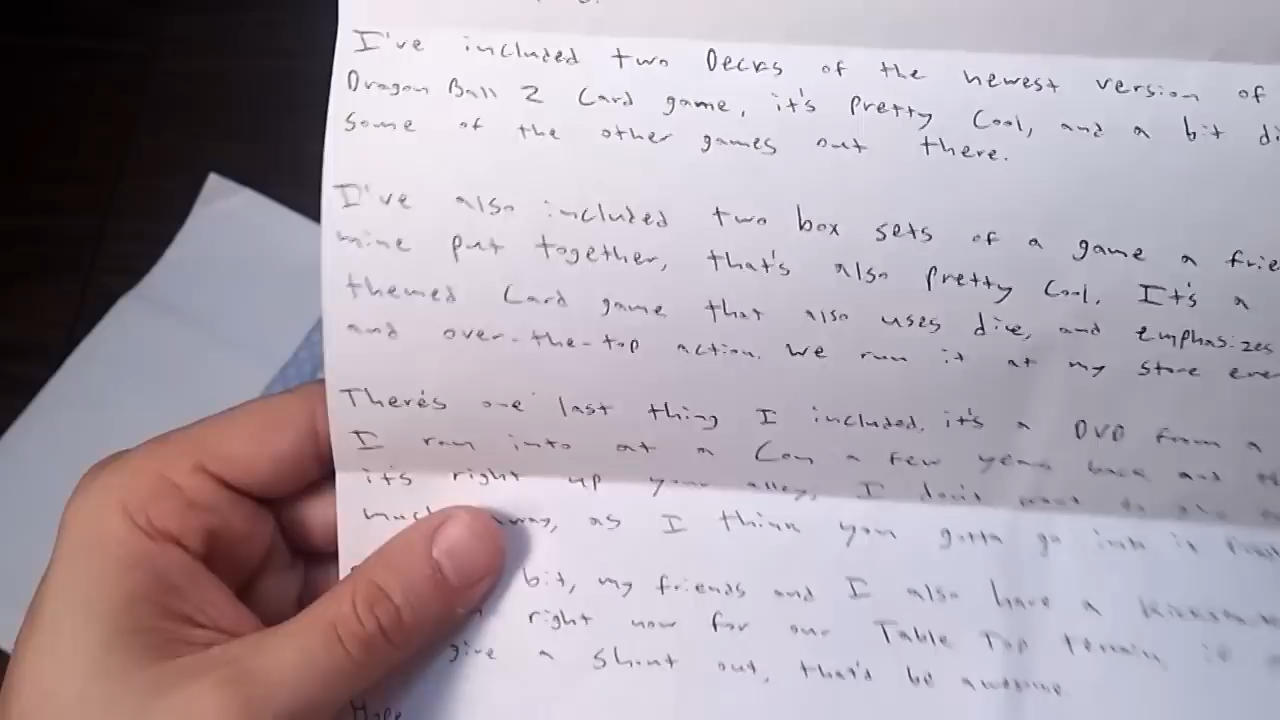 I've included two Decks of the newest version of
Dragon Ball Z Card game, it's pretty cool, and a bit
some of the other games out there.
I've also included two box sets of a game a
mine put together, that's also pretty cool. It's a
themed Card game that also uses dice, and emphasizes
and over-the-top action. We run it at my store
There's one last thing I included, it's a DVD from a
I ran into at a Con a few years back and
it's right up your alley, I don't want to
away, as I think you gotta go into it
bit, my friends and I also have a
right now for our Table Top terrain, if
give a shout out, that'd be awesome
Hope